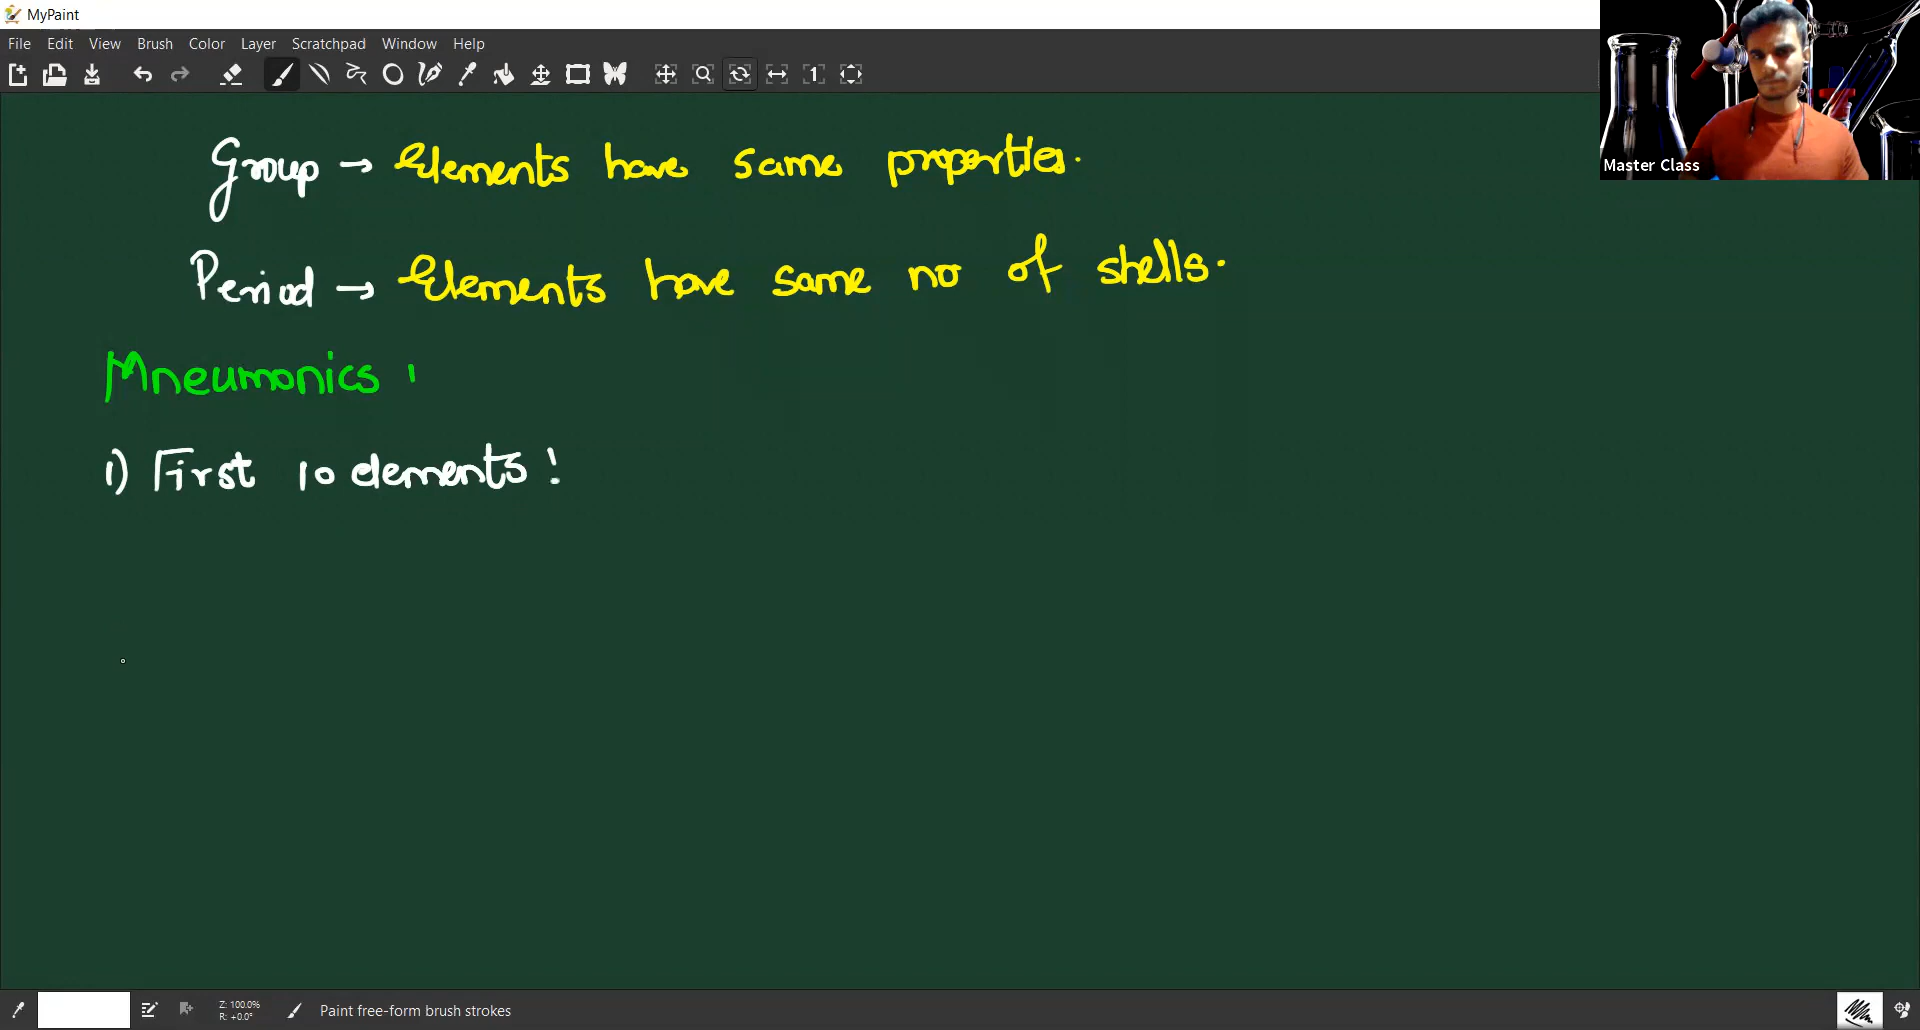 MyPaint
File Edit View Brush Color Layer Scratchpad Window Help
1
Master Class
Group → Elements have same properties.
Period → Elements have same no of shells.
Mneumonics :
1) First 10 elements :
Z: 100.0%
R: +0.0°
Paint free-form brush strokes